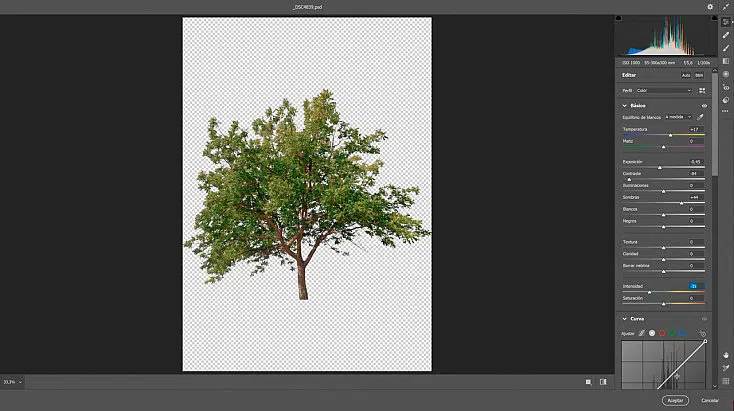 _DSC4839.psd
ISO 1000 55-300@300 mm f/5,6 1/200s
Editar Auto B&N
Perfil Color
Básico
Equilibrio de blancos A medida
Temperatura +17
Matiz 0
Exposición -0,45
Contraste -84
Iluminaciones 0
Sombras +44
Blancos 0
Negros 0
Textura 0
Claridad 0
Borrar neblina 0
Intensidad
Saturación 0
Curva
Ajustar
33,3%
Aceptar Cancelar